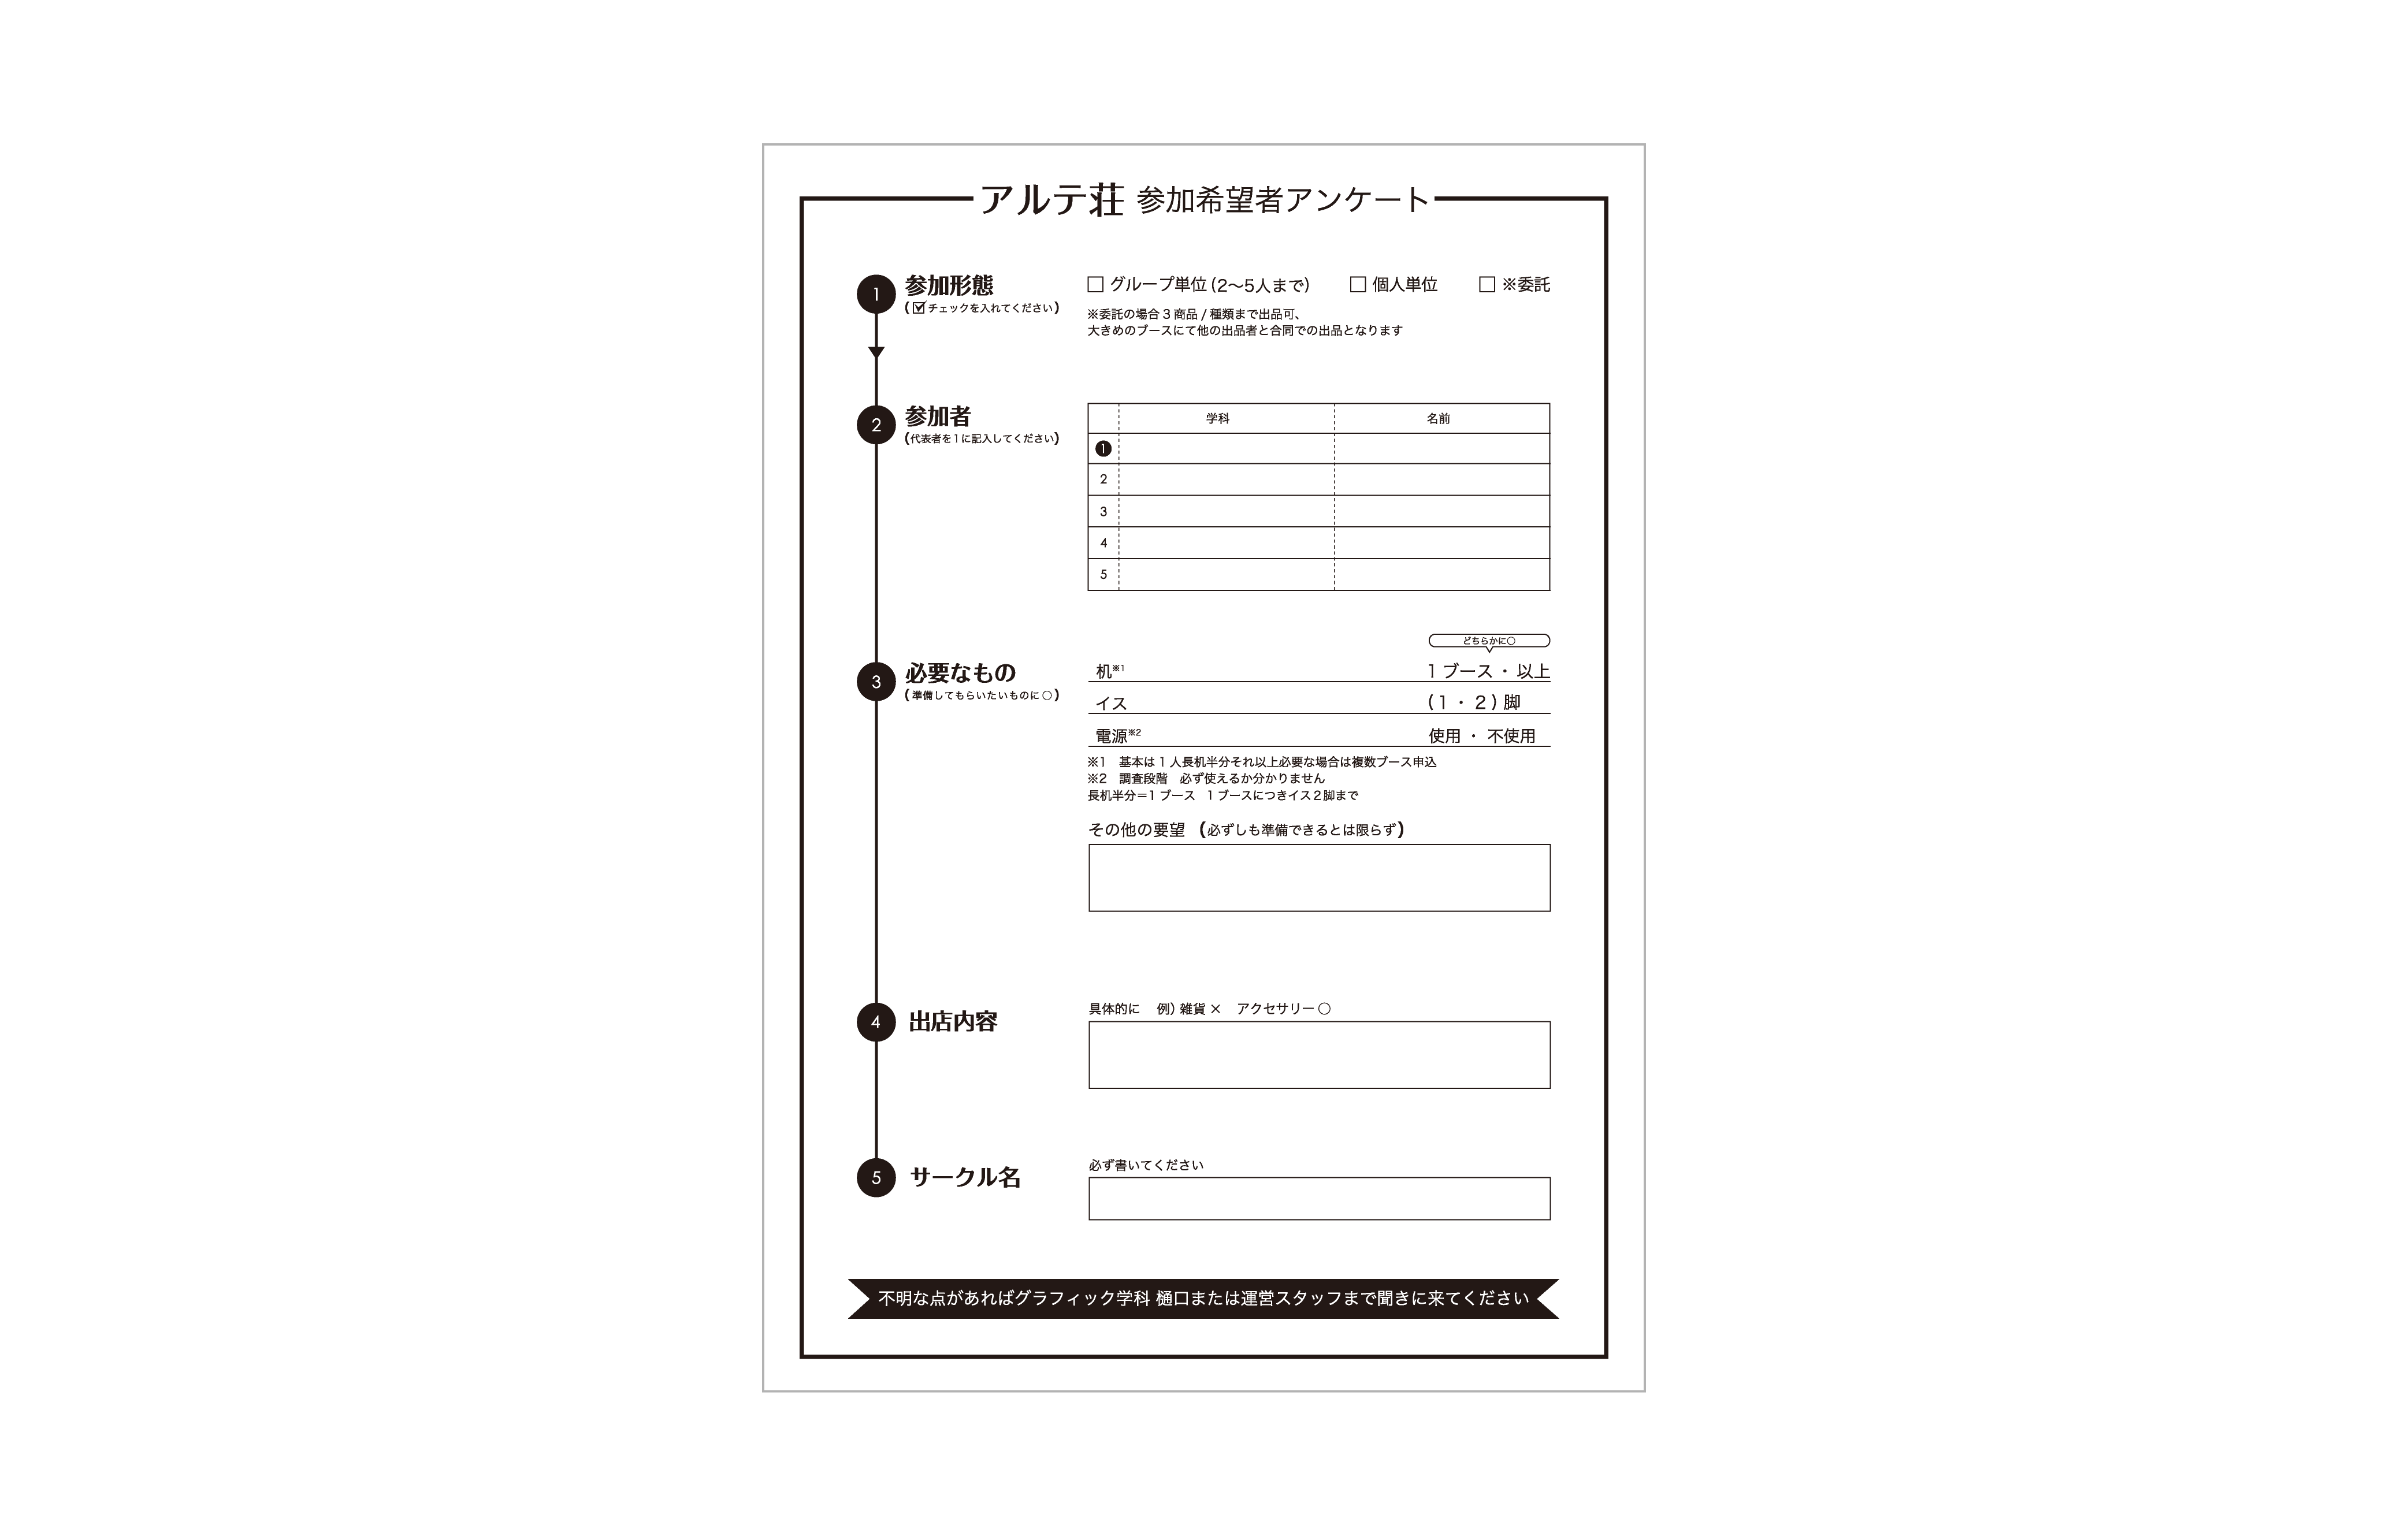 アルテ荘 参加希望者アンケート
1 参加形態
(☑チェックを入れてください)
□ グループ単位(2〜5人まで) □ 個人単位 □ ※委託
※委託の場合3商品/種類まで出品可、
大きめのブースにて他の出品者と合同での出品となります
2 参加者
(代表者を1に記入してください)
学科 名前
1
2
3
4
5
3 必要なもの
(準備してもらいたいものに○)
どちらかに○
机※1 1ブース・以上
イス (1・2)脚
電源※2 使用・不使用
※1 基本は1人長机半分それ以上必要な場合は複数ブース申込
※2 調査段階 必ず使えるか分かりません
長机半分=1ブース 1ブースにつきイス2脚まで
その他の要望 (必ずしも準備できるとは限らず)
4 出店内容
具体的に 例)雑貨× アクセサリー○
5 サークル名
必ず書いてください
不明な点があればグラフィック学科 樋口または運営スタッフまで聞きに来てください